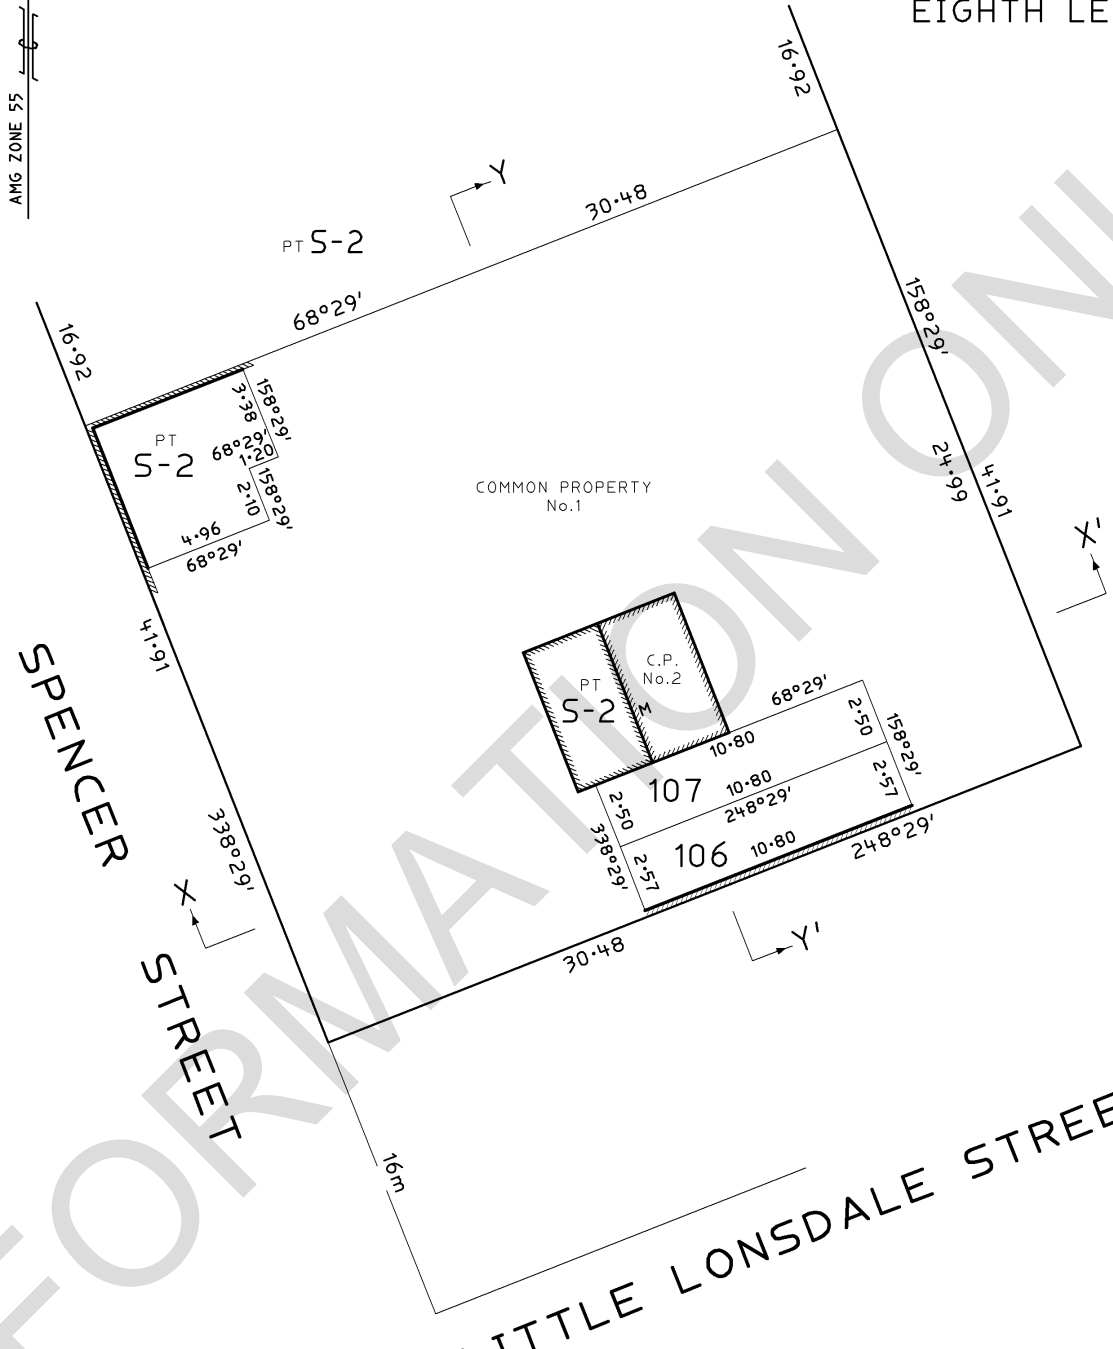 EIGHTH LE
AMG ZONE 55
16·92
Y
30·48
PT S-2
68°29'
16·92
158°29'
3·38
158°29'
PT
S-2
68°29'
1·20
2·10
158°29'
4·96
68°29'
COMMON PROPERTY
No.1
24·99
41·91
X'
41·91
SPENCER
STREET
C.P.
No.2
PT
S-2
M
68°29'
2·50
158°29'
10·80
107
10·80
248°29'
2·50
2·57
338°29'
106
10·80
2·57
248°29'
338°29'
X
Y'
30·48
16m
ITTLE LONSDALE STREE
FORMATION ON